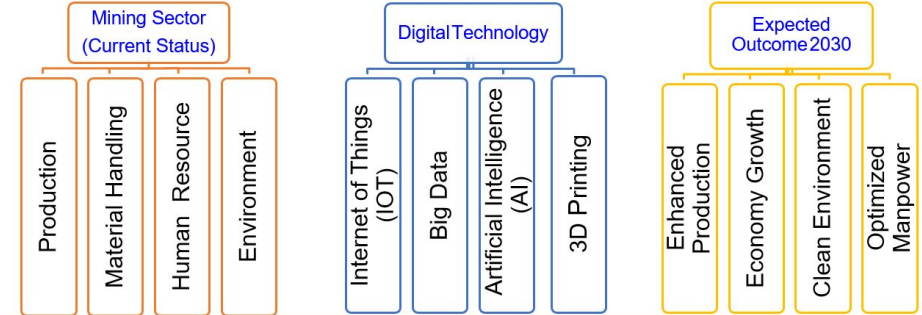 Mining Sector
(Current Status)
Production
Material Handling
Human Resource
Environment
Digital Technology
Internet of Things
(IOT)
Big Data
Artificial Intelligence
(AI)
3D Printing
Expected
Outcome 2030
Enhanced
Production
Economy Growth
Clean Environment
Optimized
Manpower